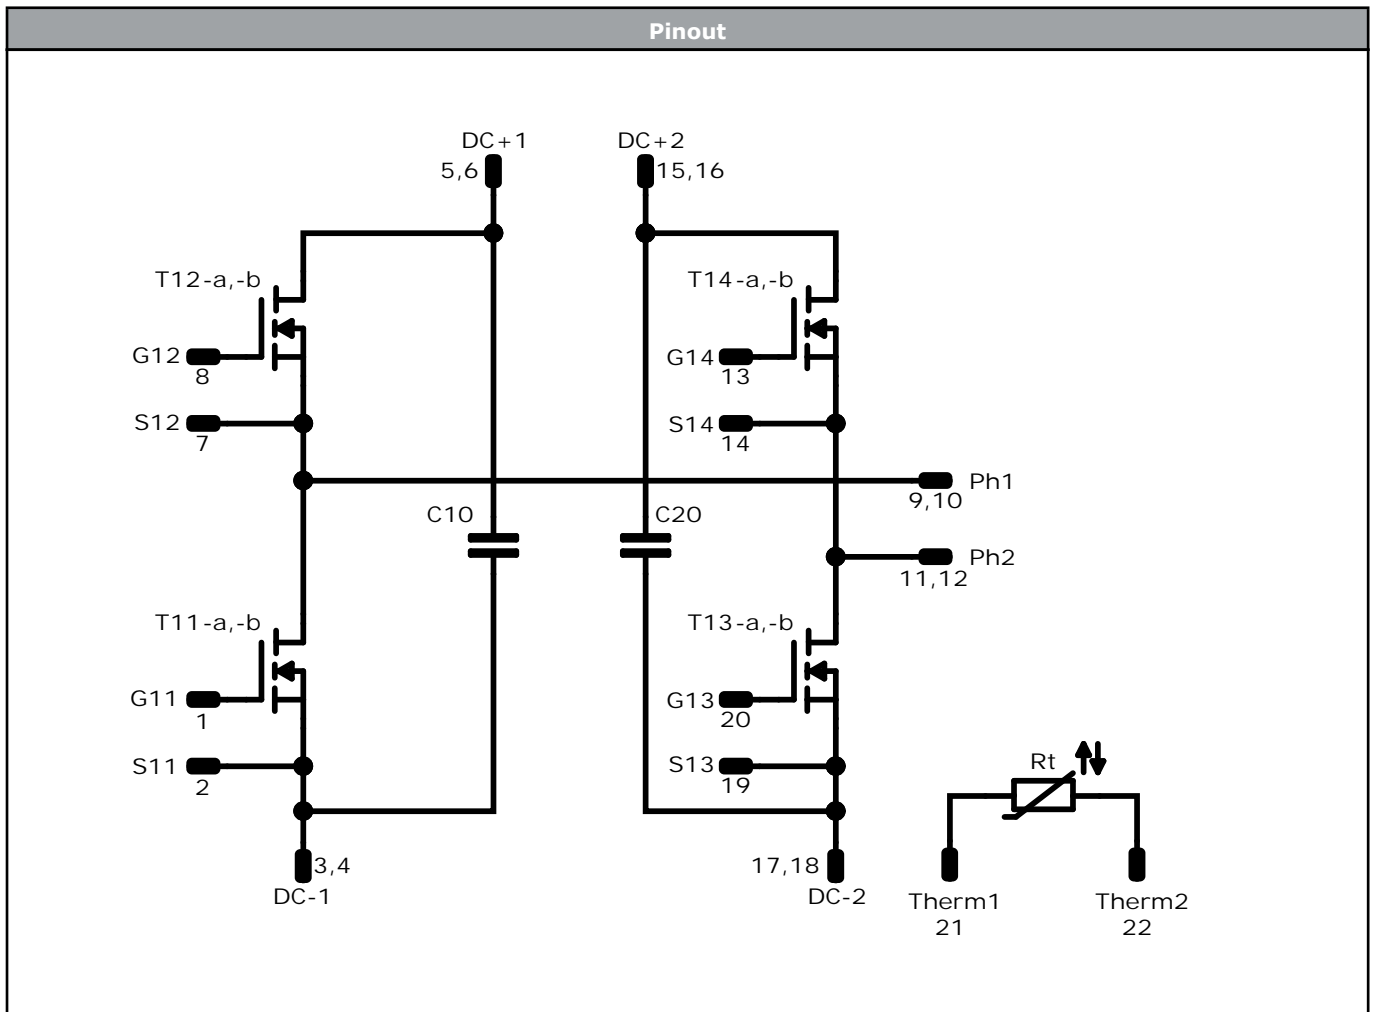 Pinout
DC+1
5,6
DC+2
15,16
T12-a,-b
G12
8
S12
7
T14-a,-b
G14
13
S14
14
Ph1
9,10
C10
C20
Ph2
11,12
T11-a,-b
G11
1
S11
2
T13-a,-b
G13
20
S13
19
Rt
3,4
DC-1
17,18
DC-2
Therm1
21
Therm2
22